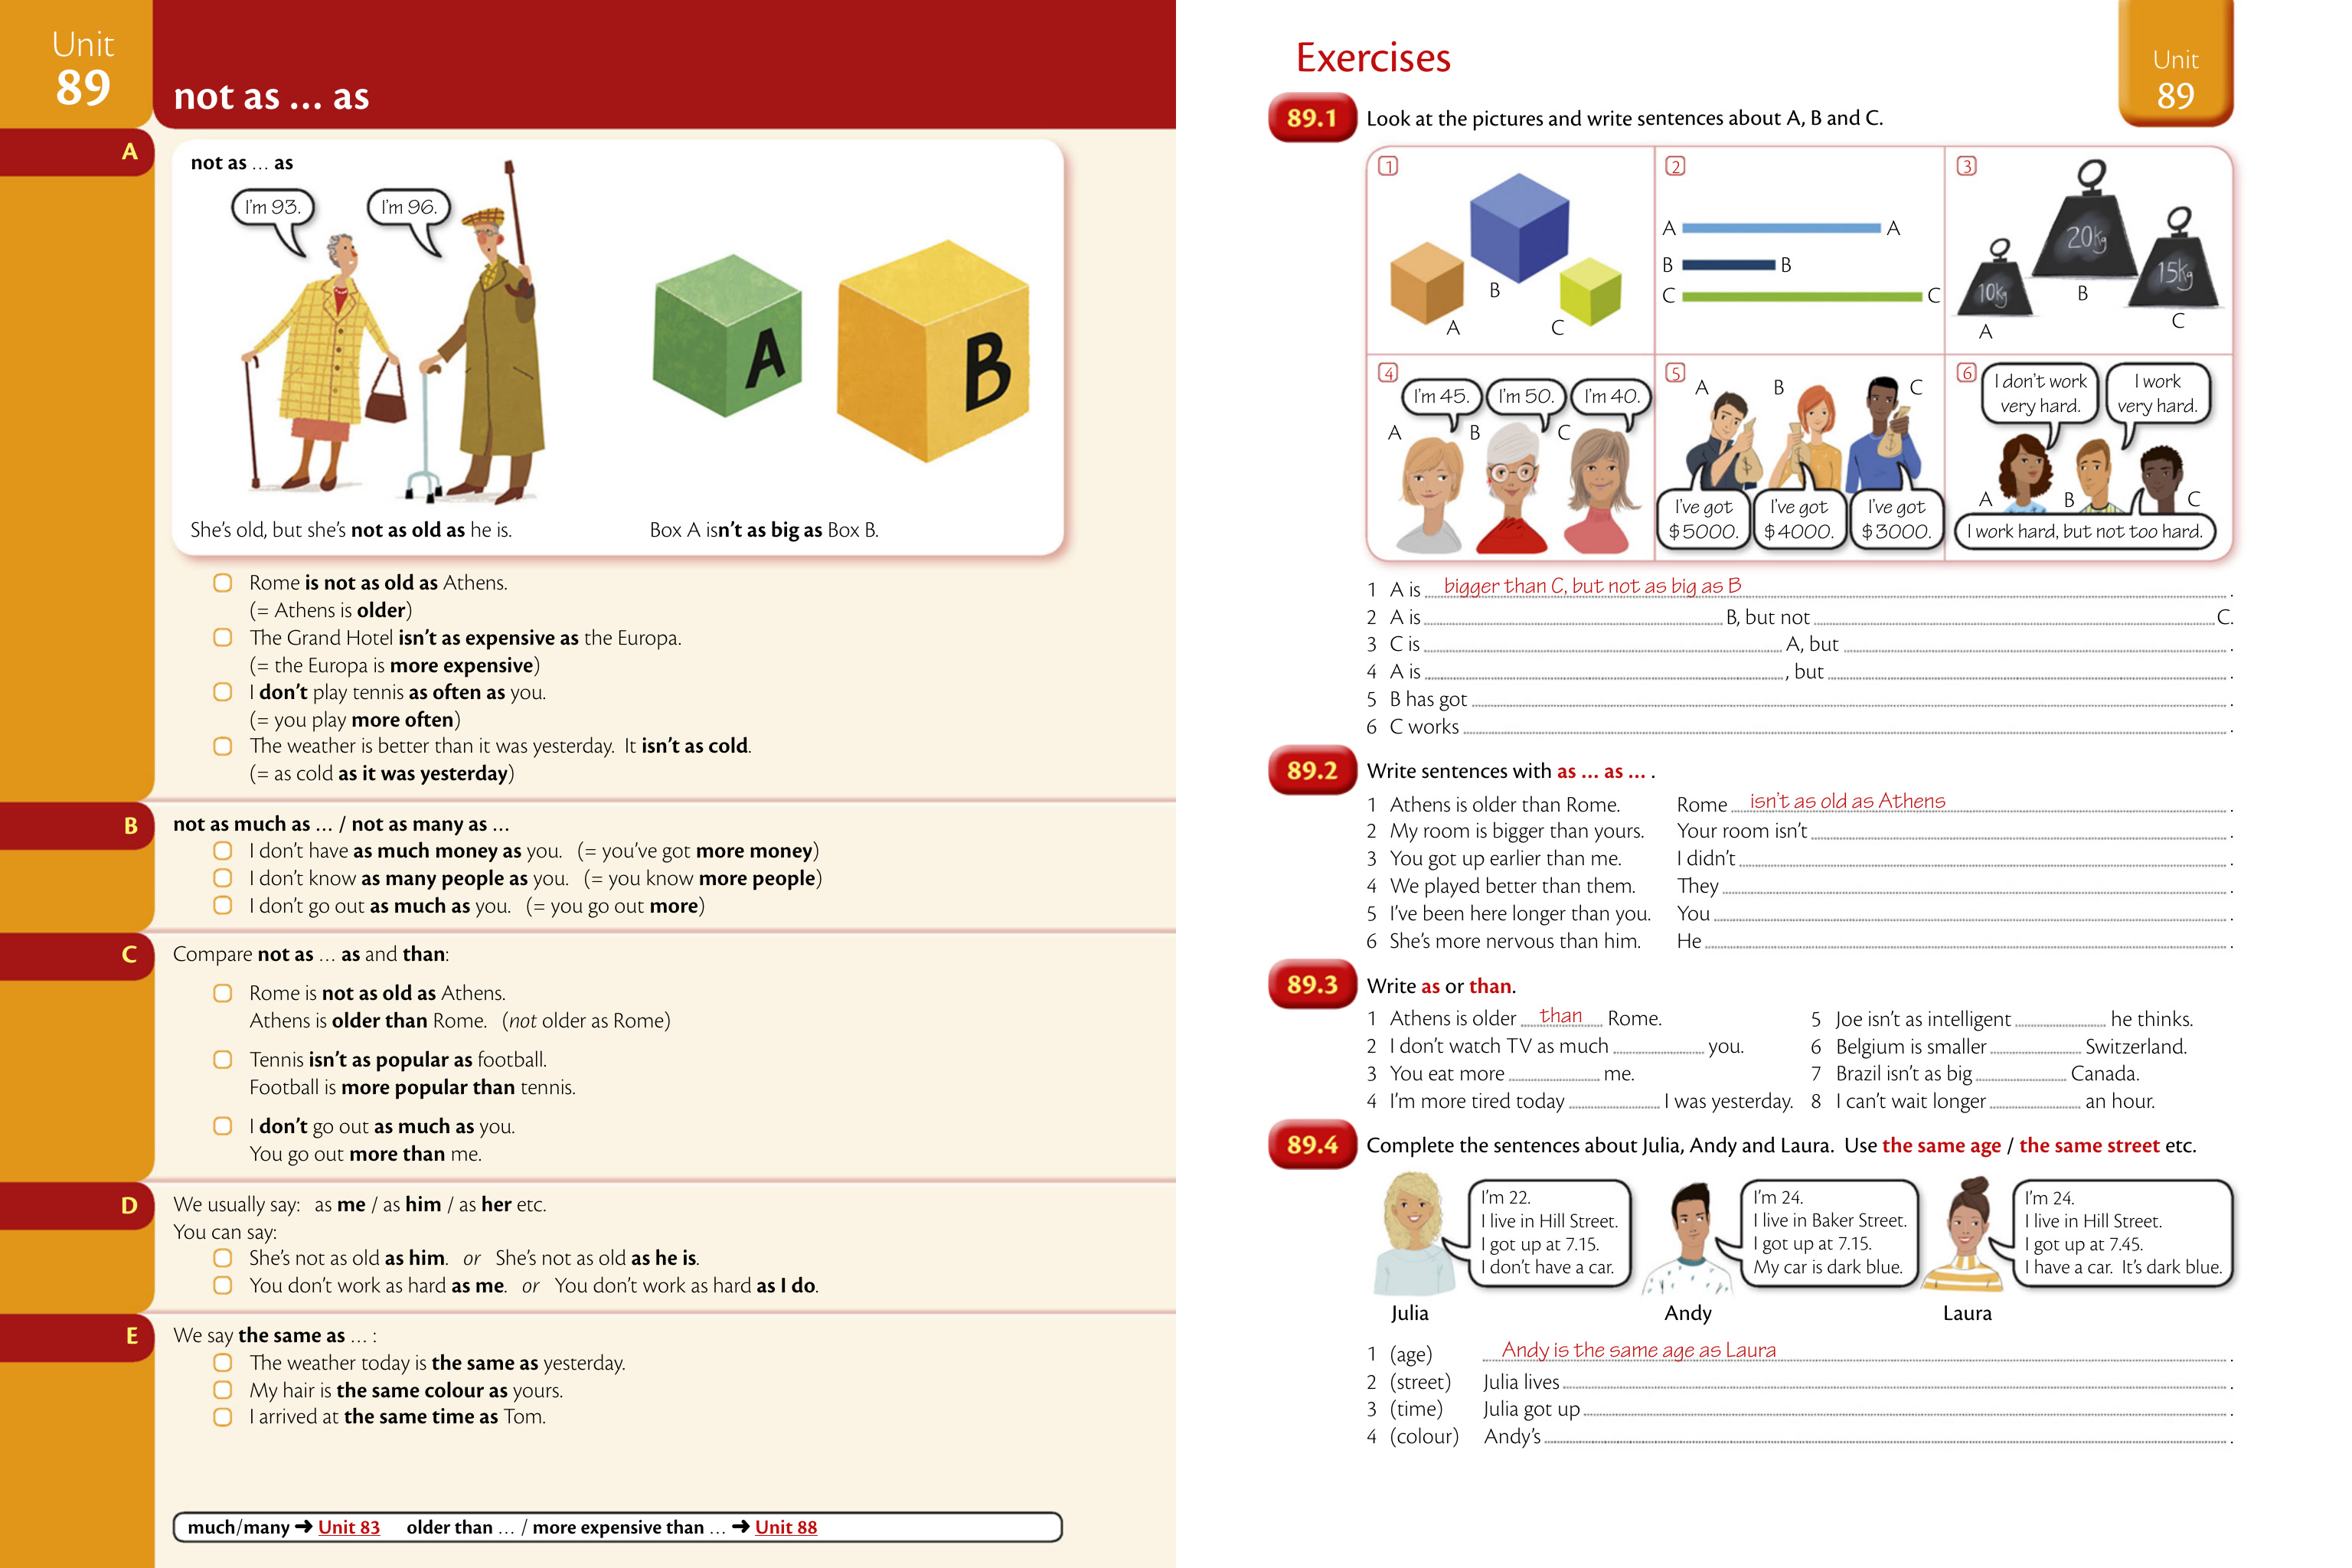 Unit
89
not as … as
A
not as … as
I'm 93.
I'm 96.
A
B
She's old, but she's not as old as he is.
Box A isn't as big as Box B.
Rome is not as old as Athens.
(= Athens is older)
The Grand Hotel isn't as expensive as the Europa.
(= the Europa is more expensive)
I don't play tennis as often as you.
(= you play more often)
The weather is better than it was yesterday. It isn't as cold.
(= as cold as it was yesterday)
B
not as much as … / not as many as …
I don't have as much money as you. (= you've got more money)
I don't know as many people as you. (= you know more people)
I don't go out as much as you. (= you go out more)
C
Compare not as … as and than:
Rome is not as old as Athens.
Athens is older than Rome. (not older as Rome)
Tennis isn't as popular as football.
Football is more popular than tennis.
I don't go out as much as you.
You go out more than me.
D
We usually say: as me / as him / as her etc.
You can say:
She's not as old as him. or She's not as old as he is.
You don't work as hard as me. or You don't work as hard as I do.
E
We say the same as … :
The weather today is the same as yesterday.
My hair is the same colour as yours.
I arrived at the same time as Tom.
much/many ➜ Unit 83 older than … / more expensive than … ➜ Unit 88
Exercises
Unit
89
89.1 Look at the pictures and write sentences about A, B and C.
1
B
A
C
2
A A
B B
C C
3
20kg
15kg
10kg
B
C
A
4
I'm 45.
I'm 50.
I'm 40.
A
B
C
5
A
B
C
I've got
$5000.
I've got
$4000.
I've got
$3000.
6
I don't work
very hard.
I work
very hard.
A
B
C
I work hard, but not too hard.
1 A is bigger than C, but not as big as B .
2 A is B, but not C.
3 C is A, but .
4 A is , but .
5 B has got .
6 C works .
89.2 Write sentences with as … as … .
1 Athens is older than Rome. Rome isn't as old as Athens .
2 My room is bigger than yours. Your room isn't .
3 You got up earlier than me. I didn't .
4 We played better than them. They .
5 I've been here longer than you. You .
6 She's more nervous than him. He .
89.3 Write as or than.
1 Athens is older than Rome.
2 I don't watch TV as much you.
3 You eat more me.
4 I'm more tired today I was yesterday.
5 Joe isn't as intelligent he thinks.
6 Belgium is smaller Switzerland.
7 Brazil isn't as big Canada.
8 I can't wait longer an hour.
89.4 Complete the sentences about Julia, Andy and Laura. Use the same age / the same street etc.
I'm 22.
I live in Hill Street.
I got up at 7.15.
I don't have a car.
Julia
I'm 24.
I live in Baker Street.
I got up at 7.15.
My car is dark blue.
Andy
I'm 24.
I live in Hill Street.
I got up at 7.45.
I have a car. It's dark blue.
Laura
1 (age) Andy is the same age as Laura .
2 (street) Julia lives .
3 (time) Julia got up .
4 (colour) Andy's .